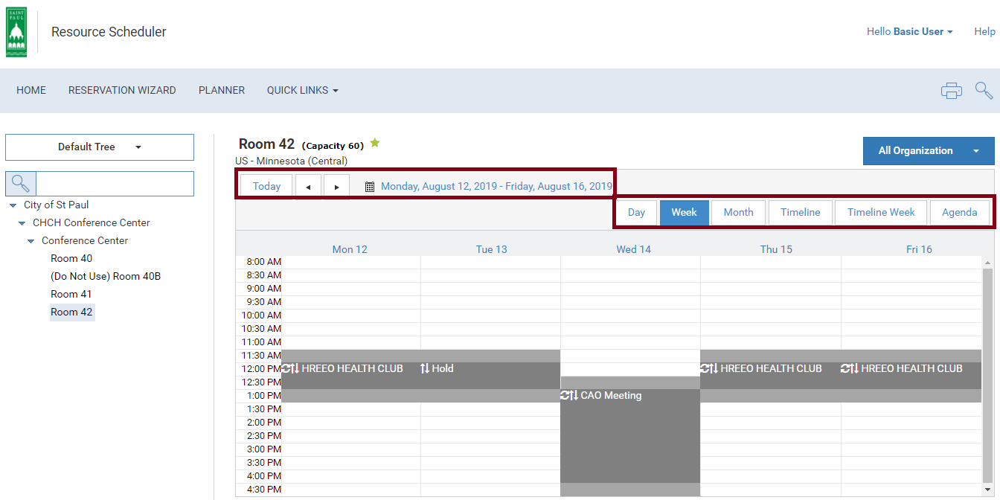 SAINT
PAUL
Resource Scheduler
Hello Basic User
Help
HOME
RESERVATION WIZARD
PLANNER
QUICK LINKS
Default Tree
City of St Paul
CHCH Conference Center
Conference Center
Room 40
(Do Not Use) Room 40B
Room 41
Room 42
Room 42 (Capacity 60)
US - Minnesota (Central)
All Organization
Today
Monday, August 12, 2019 - Friday, August 16, 2019
Day
Week
Month
Timeline
Timeline Week
Agenda
Mon 12
Tue 13
Wed 14
Thu 15
Fri 16
8:00 AM
8:30 AM
9:00 AM
9:30 AM
10:00 AM
10:30 AM
11:00 AM
11:30 AM
12:00 PM
HREEO HEALTH CLUB
Hold
HREEO HEALTH CLUB
HREEO HEALTH CLUB
12:30 PM
1:00 PM
CAO Meeting
1:30 PM
2:00 PM
2:30 PM
3:00 PM
3:30 PM
4:00 PM
4:30 PM